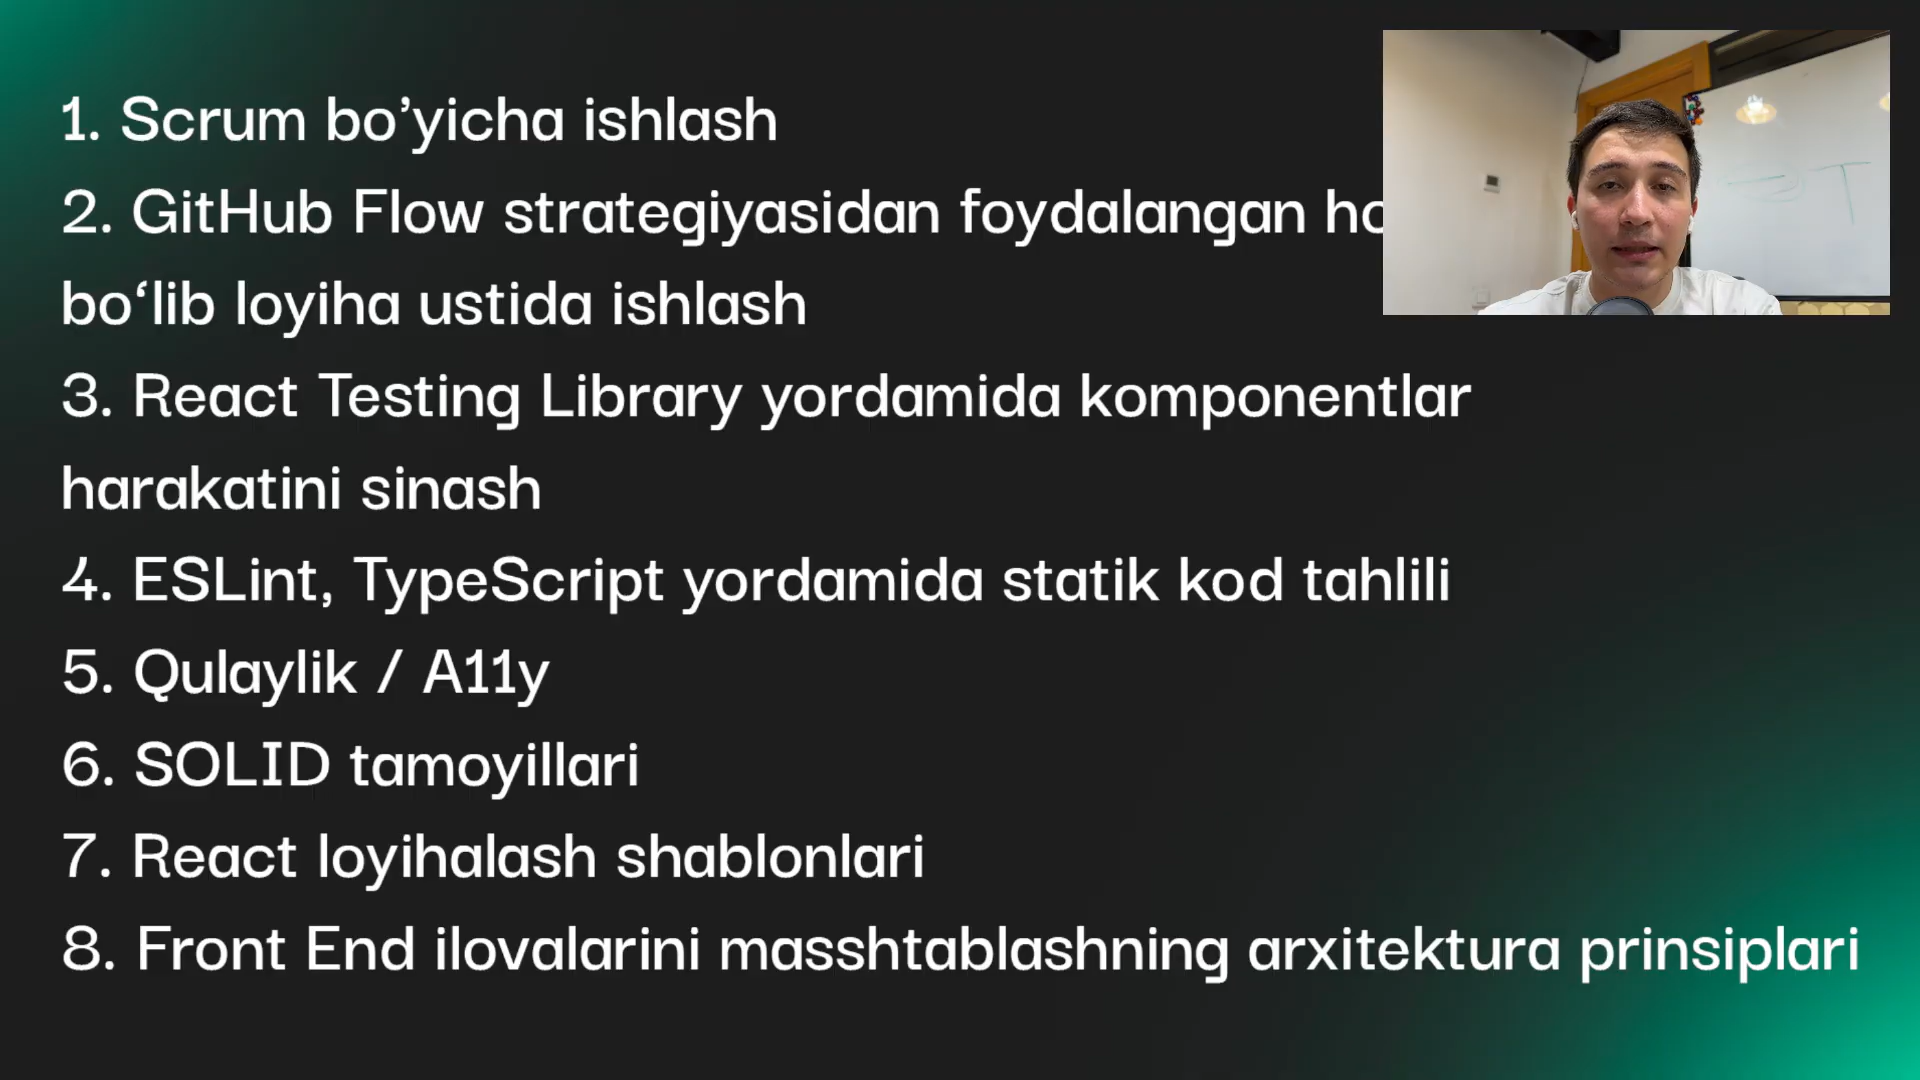 1. Scrum bo’yicha ishlash
2. GitHub Flow strategiyasidan foydalangan
bo‘lib loyiha ustida ishlash
3. React Testing Library yordamida komponentlar
harakatini sinash
4. ESLint, TypeScript yordamida statik kod tahlili
5. Qulaylik / A11y
6. SOLID tamoyillari
7. React loyihalash shablonlari
8. Front End ilovalarini masshtablashning arxitektura prinsiplari